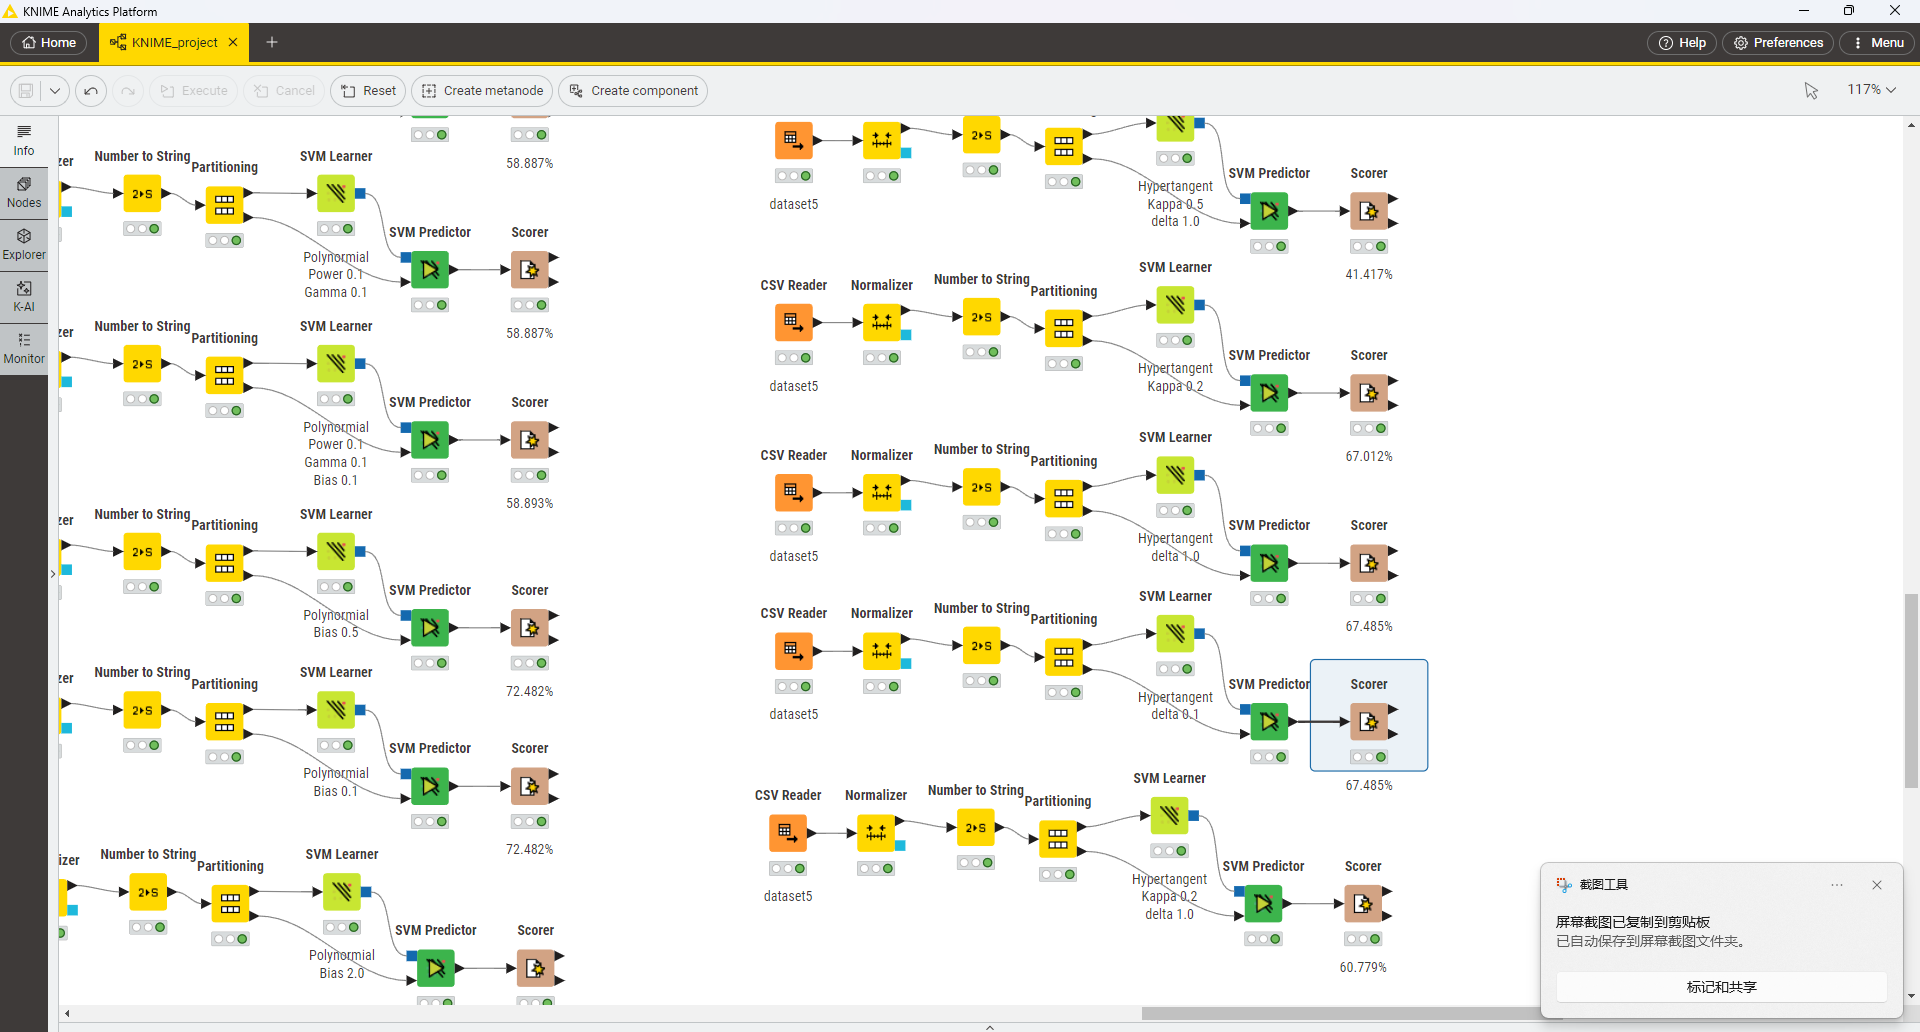 KNIME Analytics Platform
Home
KNIME_project
Help
Preferences
Menu
Execute
Cancel
Reset
Create metanode
Create component
117%
Info
Nodes
Explorer
K-AI
Monitor
58.887%
zer
Number to String
Partitioning
SVM Learner
Polynormial
Power 0.1
Gamma 0.1
SVM Predictor
Scorer
58.887%
zer
Number to String
Partitioning
SVM Learner
Polynormial
Power 0.1
Gamma 0.1
Bias 0.1
SVM Predictor
Scorer
58.893%
zer
Number to String
Partitioning
SVM Learner
Polynormial
Bias 0.5
SVM Predictor
Scorer
72.482%
zer
Number to String
Partitioning
SVM Learner
Polynormial
Bias 0.1
SVM Predictor
Scorer
72.482%
izer
Number to String
Partitioning
SVM Learner
Polynormial
Bias 2.0
SVM Predictor
Scorer
dataset5
Hypertangent
Kappa 0.5
delta 1.0
SVM Predictor
Scorer
41.417%
CSV Reader
Normalizer
Number to String
Partitioning
SVM Learner
dataset5
Hypertangent
Kappa 0.2
SVM Predictor
Scorer
67.012%
CSV Reader
Normalizer
Number to String
Partitioning
SVM Learner
dataset5
Hypertangent
delta 1.0
SVM Predictor
Scorer
67.485%
CSV Reader
Normalizer
Number to String
Partitioning
SVM Learner
dataset5
Hypertangent
delta 0.1
SVM Predictor
Scorer
67.485%
CSV Reader
Normalizer
Number to String
Partitioning
SVM Learner
dataset5
Hypertangent
Kappa 0.2
delta 1.0
SVM Predictor
Scorer
60.779%
截图工具
屏幕截图已复制到剪贴板
已自动保存到屏幕截图文件夹。
标记和共享